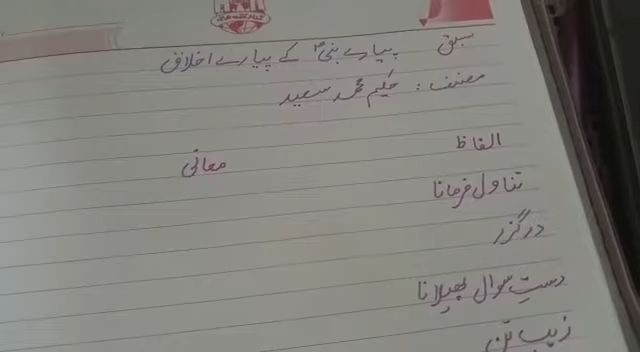 سبق پیارے نبیؐ کے پیارے اخلاق
مصنف : حکیم محمد سعید
الفاظ معانی
تناول فرمانا
درگزر
دستِ سوال پھیلانا
زیب تن